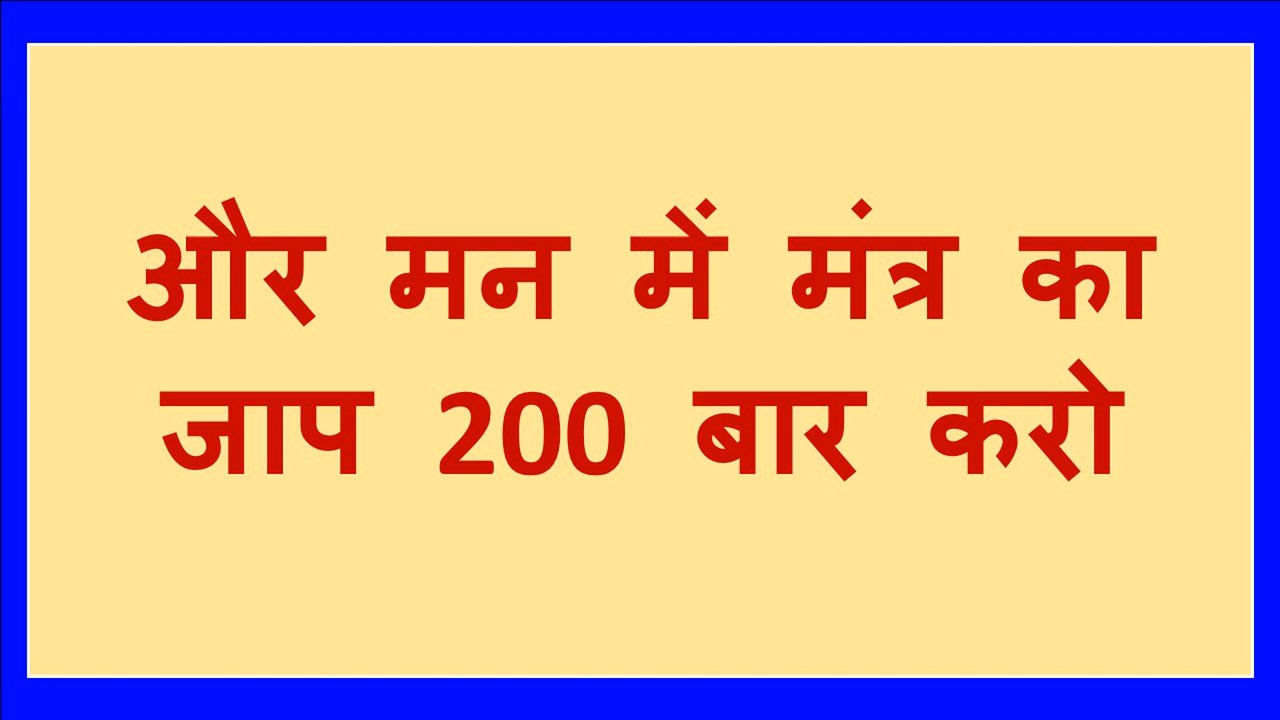 और मन में मंत्र का
जाप 200 बार करो